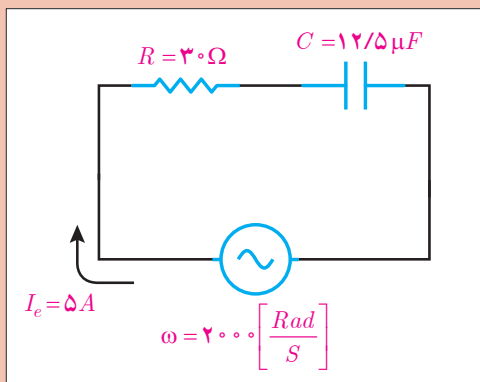 R = ۳۰Ω
C = ۱۲/۵ μF
I_e = ۵A
ω = ۲۰۰۰ [Rad/S]